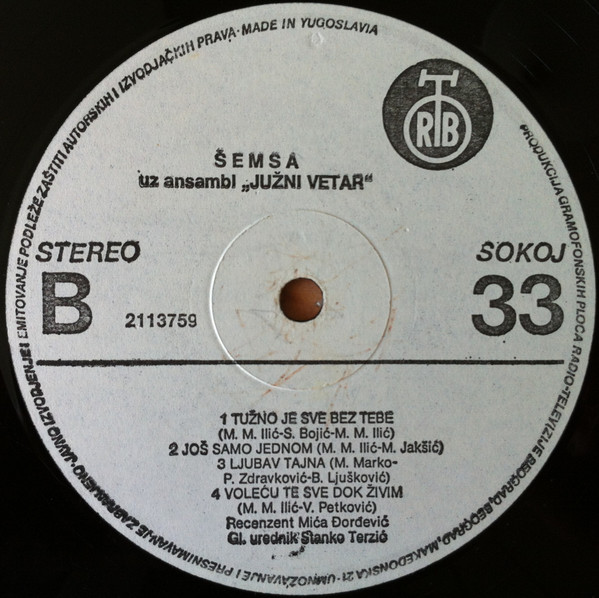 JAVNO IZVODJENJE I EMITOVANJE PODLEŽE ZAŠTITI AUTORSKIH I IZVODJAČKIH PRAVA · MADE IN YUGOSLAVIA
PRODUKCIJA GRAMOFONSKIH PLOČA RADIO-TELEVIZIJE BEOGRAD, BEOGRAD, MAKEDONSKA 21 - UMNOŽAVANJE I PRESNIMAVANJE ZABRANJENO
RTB
ŠEMSA
uz ansambl „JUŽNI VETAR“
STEREO
SOKOJ
B
2113759
33
1 TUŽNO JE SVE BEZ TEBE
(M. M. Ilić-S. Bojić-M. M. Ilić)
2 JOŠ SAMO JEDNOM (M. M. Ilić-M. Jakšić)
3 LJUBAV TAJNA (M. Marko-
P. Zdravković-B. Ljušković)
4 VOLEĆU TE SVE DOK ŽIVIM
(M. M. Ilić-V. Petković)
Recenzent Mića Đorđević
Gl. urednik Stanko Terzić